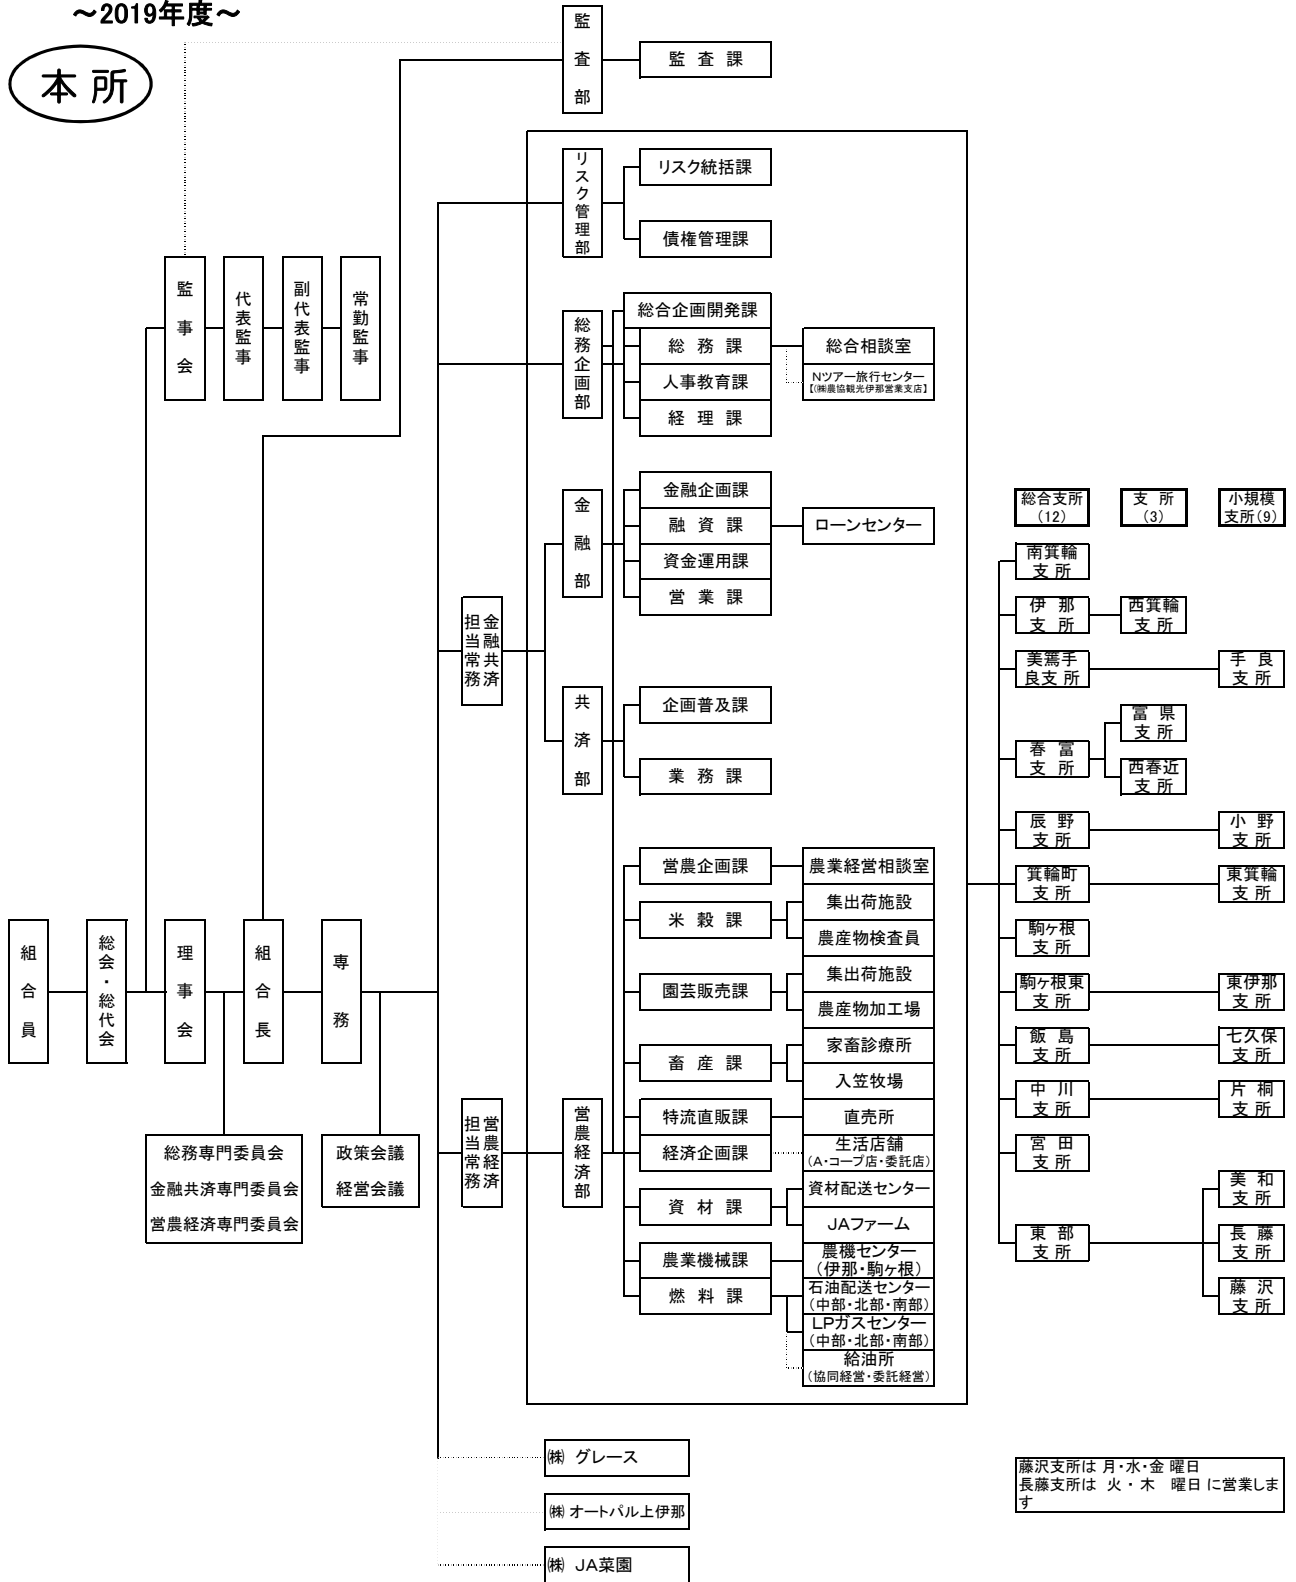 ～2019年度～
本所
監査部
監査課
リスク管理部
リスク統括課
債権管理課
監事会
代表監事
副代表監事
常勤監事
総務企画部
総合企画開発課
総務課
総合相談室
人事教育課
Nツアー旅行センター
【㈱農協観光伊那営業支店】
経理課
金融部
金融企画課
融資課
ローンセンター
資金運用課
営業課
金融共済
担当常務
共済部
企画普及課
業務課
組合員
総会・総代会
理事会
組合長
専務
総務専門委員会
金融共済専門委員会
営農経済専門委員会
政策会議
経営会議
営農経済
担当常務
営農経済部
営農企画課
農業経営相談室
米穀課
集出荷施設
農産物検査員
園芸販売課
集出荷施設
農産物加工場
畜産課
家畜診療所
入笠牧場
特流直販課
直売所
経済企画課
生活店舗
(A・コープ店・委託店)
資材課
資材配送センター
JAファーム
農業機械課
農機センター
(伊那・駒ヶ根)
燃料課
石油配送センター
(中部・北部・南部)
LPガスセンター
(中部・北部・南部)
給油所
(協同経営・委託経営)
㈱ グレース
㈱ オートパル上伊那
㈱ JA菜園
総合支所
(12)
支所
(3)
小規模
支所(9)
南箕輪
支所
伊那
支所
西箕輪
支所
美篶手
良支所
手良
支所
春富
支所
富県
支所
西春近
支所
辰野
支所
小野
支所
箕輪町
支所
東箕輪
支所
駒ヶ根
支所
駒ヶ根東
支所
東伊那
支所
飯島
支所
七久保
支所
中川
支所
片桐
支所
宮田
支所
東部
支所
美和
支所
長藤
支所
藤沢
支所
藤沢支所は 月・水・金 曜日
長藤支所は 火・木 曜日 に営業しま
す